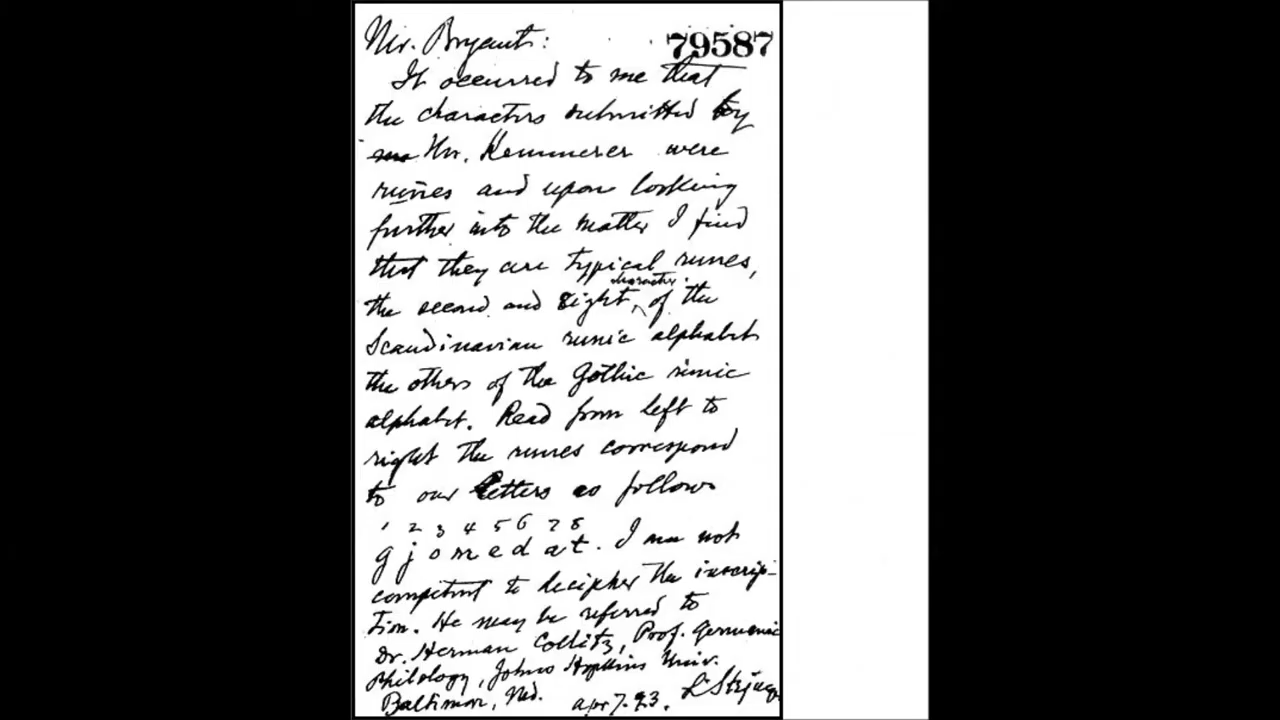 Mr. Bryant:
79587
It occurred to me that
the characters submitted by
Mr. Kemmerer were
runes and upon looking
further into the matter I find
that they are typical runes,
the second and eight character of the
Scandinavian runic alphabet
the others of the Gothic runic
alphabet. Read from left to
right the runes correspond
to our letters as follows
1 2 3 4 5 6 7 8
g j o m e d a t. I am not
competent to decipher the inscrip-
tion. He may be referred to
Dr. Herman Collitz, Prof. Germanic
Philology, Johns Hopkins Univ.
Baltimore, Md. Apr 7. 23. L Stejneg